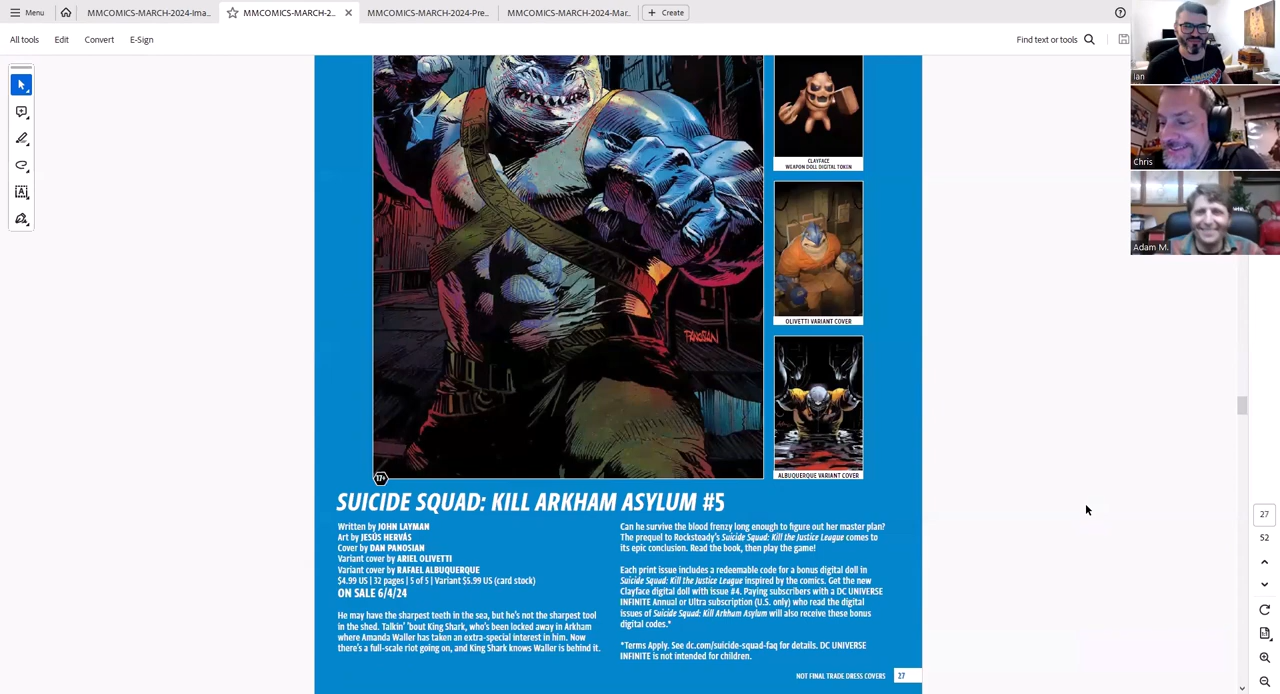 Menu
MMCOMICS-MARCH-2024-Ima...
MMCOMICS-MARCH-2...
MMCOMICS-MARCH-2024-Pre...
MMCOMICS-MARCH-2024-Mar...
Create
All tools
Edit
Convert
E-Sign
Find text or tools
Ian
Chris
Adam M.
CLAYFACE
WEAPON DOLL DIGITAL TOKEN
OLIVETTI VARIANT COVER
PANOSIAN
ALBUQUERQUE VARIANT COVER
17+
SUICIDE SQUAD: KILL ARKHAM ASYLUM #5
Written by JOHN LAYMAN
Art by JESÚS HERVÁS
Cover by DAN PANOSIAN
Variant cover by ARIEL OLIVETTI
Variant cover by RAFAEL ALBUQUERQUE
$4.99 US | 32 pages | 5 of 5 | Variant $5.99 US (card stock)
ON SALE 6/4/24
He may have the sharpest teeth in the sea, but he's not the sharpest tool
in the shed. Talkin' 'bout King Shark, who's been locked away in Arkham
where Amanda Waller has taken an extra-special interest in him. Now
there's a full-scale riot going on, and King Shark knows Waller is behind it.
Can he survive the blood frenzy long enough to figure out her master plan?
The prequel to Rocksteady's Suicide Squad: Kill the Justice League comes to
its epic conclusion. Read the book, then play the game!
Each print issue includes a redeemable code for a bonus digital doll in
Suicide Squad: Kill the Justice League inspired by the comics. Get the new
Clayface digital doll with issue #4. Paying subscribers with a DC UNIVERSE
INFINITE Annual or Ultra subscription (U.S. only) who read the digital
issues of Suicide Squad: Kill Arkham Asylum will also receive these bonus
digital codes.*
*Terms Apply. See dc.com/suicide-squad-faq for details. DC UNIVERSE
INFINITE is not intended for children.
NOT FINAL TRADE DRESS COVERS
27
27
52